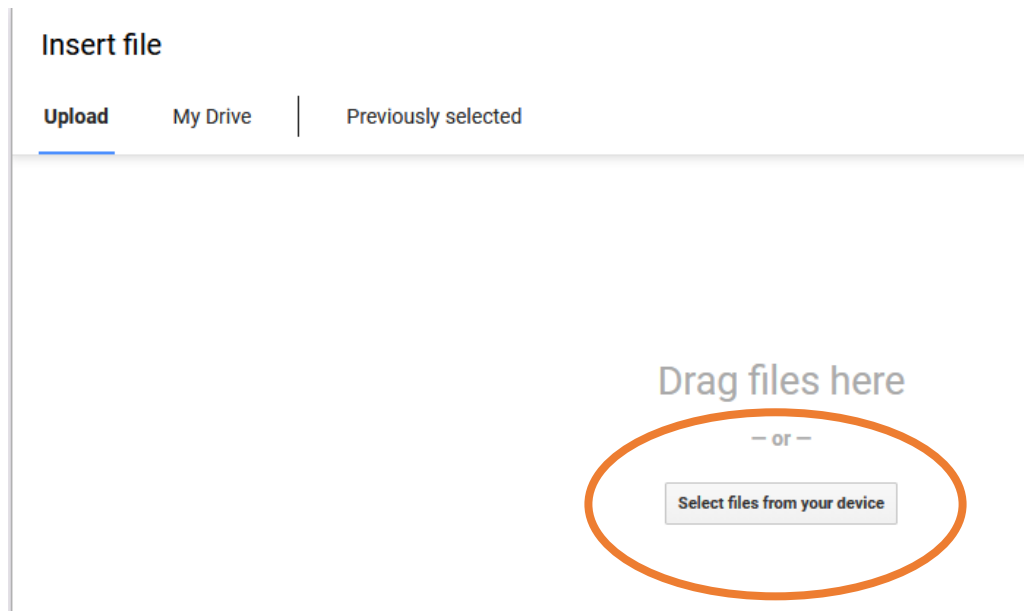 Insert file
Upload My Drive Previously selected
Drag files here
— or —
Select files from your device